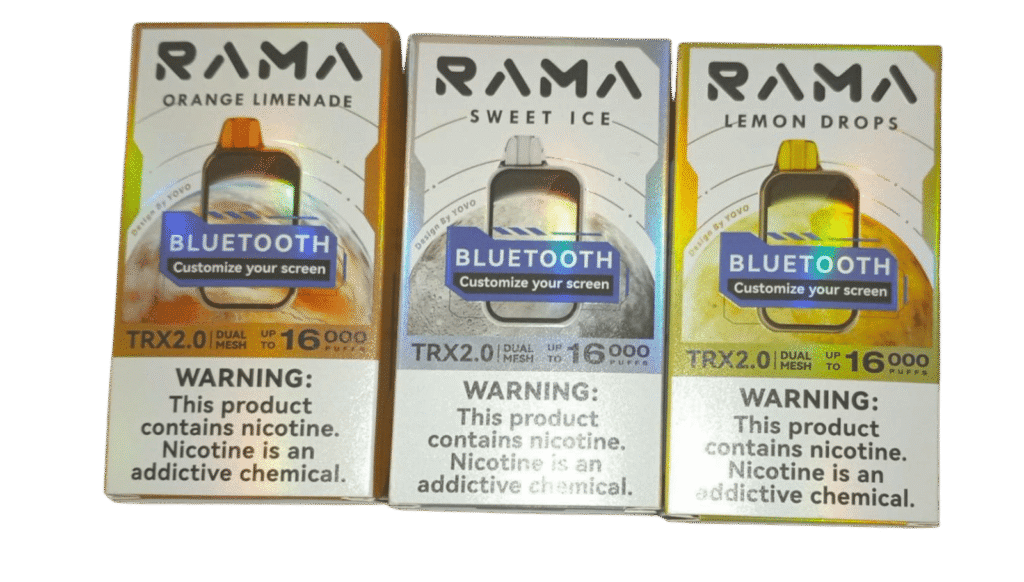 RAMA
ORANGE LIMENADE
Design By YOVO
BLUETOOTH
Customize your screen
TRX2.0 DUAL MESH UP TO 16000 PUFFS
WARNING:
This product
contains nicotine.
Nicotine is an
addictive chemical.
RAMA
SWEET ICE
Design By YOVO
BLUETOOTH
Customize your screen
TRX2.0 DUAL MESH UP TO 16000 PUFFS
WARNING:
This product
contains nicotine.
Nicotine is an
addictive chemical.
RAMA
LEMON DROPS
Design By YOVO
BLUETOOTH
Customize your screen
TRX2.0 DUAL MESH UP TO 16000 PUFFS
WARNING:
This product
contains nicotine.
Nicotine is an
addictive chemical.